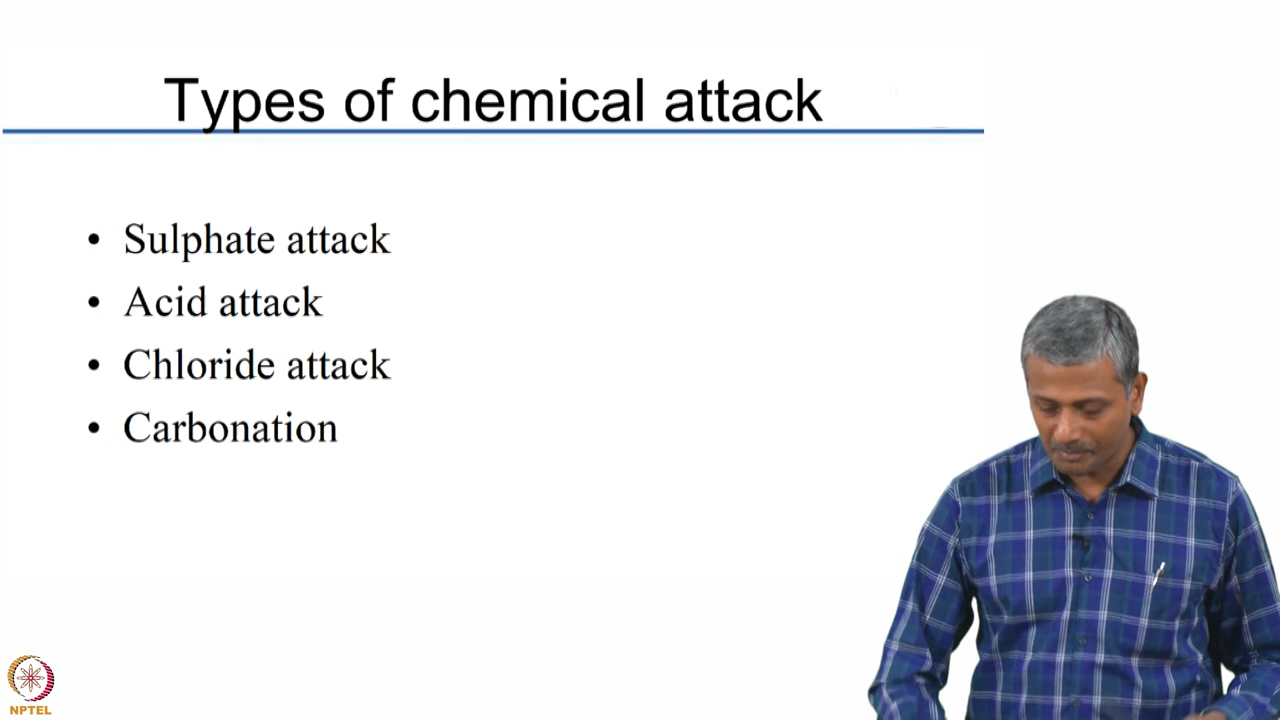 Types of chemical attack
• Sulphate attack
• Acid attack
• Chloride attack
• Carbonation
NPTEL